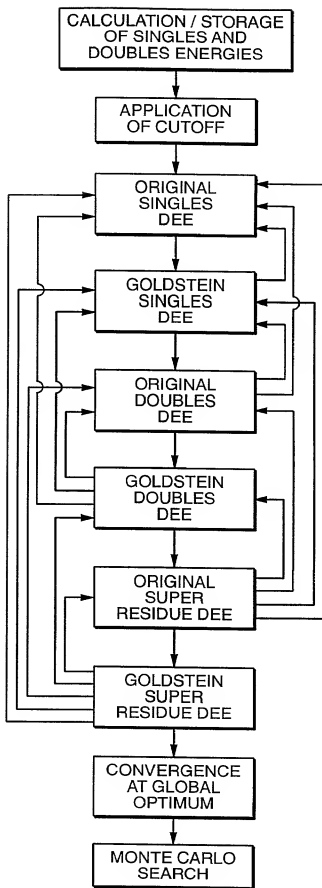 CALCULATION / STORAGE
OF SINGLES AND
DOUBLES ENERGIES
APPLICATION
OF CUTOFF
ORIGINAL
SINGLES
DEE
GOLDSTEIN
SINGLES
DEE
ORIGINAL
DOUBLES
DEE
GOLDSTEIN
DOUBLES
DEE
ORIGINAL
SUPER
RESIDUE DEE
GOLDSTEIN
SUPER
RESIDUE DEE
CONVERGENCE
AT GLOBAL
OPTIMUM
MONTE CARLO
SEARCH